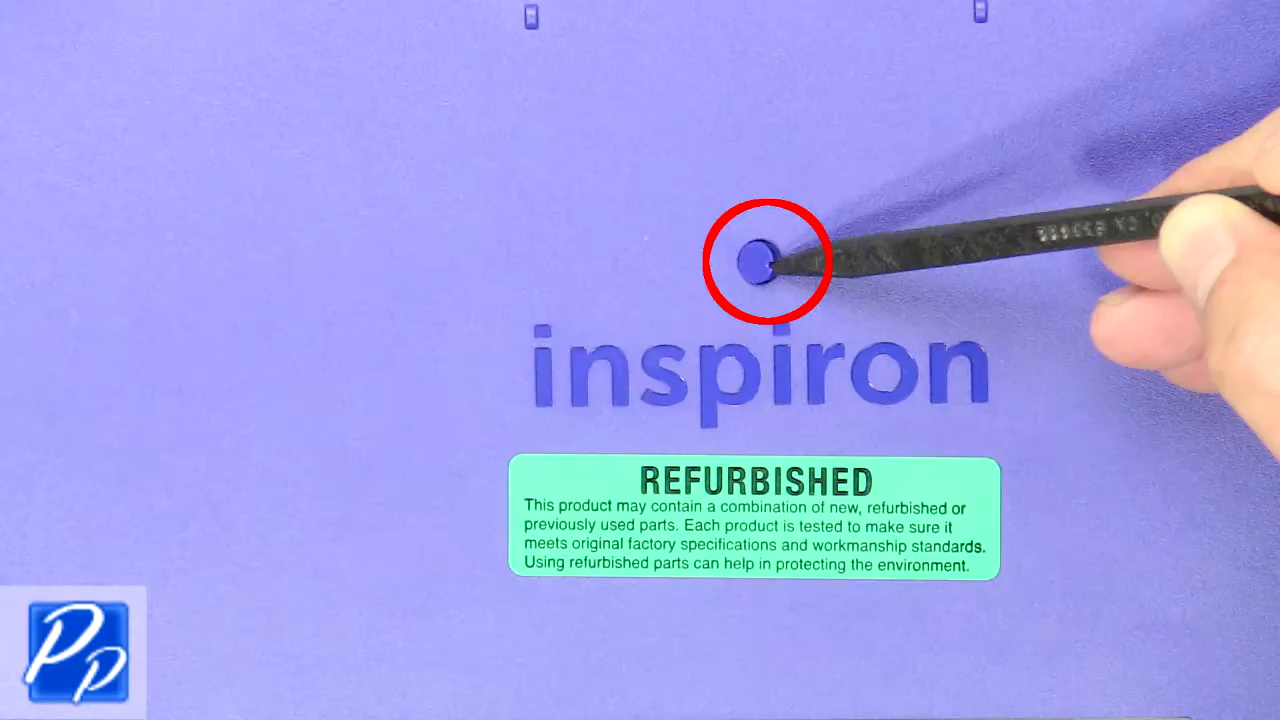 inspiron
REFURBISHED
This product may contain a combination of new, refurbished or
previously used parts. Each product is tested to make sure it
meets original factory specifications and workmanship standards.
Using refurbished parts can help in protecting the environment.
PP